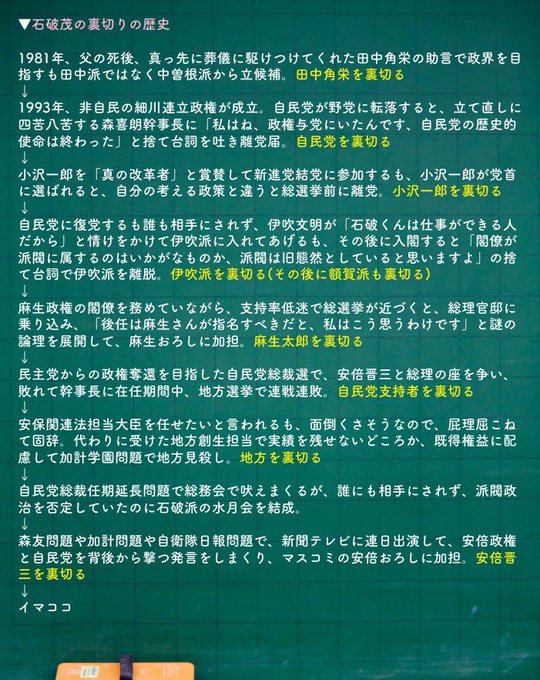 ▼石破茂の裏切りの歴史
1981年、父の死後、真っ先に葬儀に駆けつけてくれた田中角栄の助言で政界を目指すも田中派ではなく中曽根派から立候補。田中角栄を裏切る
↓
1993年、非自民の細川連立政権が成立。自民党が野党に転落すると、立て直しに四苦八苦する森喜朗幹事長に「私はね、政権与党にいたんです、自民党の歴史的使命は終わった」と捨て台詞を吐き離党届。自民党を裏切る
↓
小沢一郎を「真の改革者」と賞賛して新進党結党に参加するも、小沢一郎が党首に選ばれると、自分の考える政策と違うと総選挙前に離党。小沢一郎を裏切る
↓
自民党に復党するも誰も相手にされず、伊吹文明が「石破くんは仕事ができる人だから」と情けをかけて伊吹派に入れてあげるも、その後に入閣すると「閣僚が派閥に属するのはいかがなものか、派閥は旧態然としていると思いますよ」の捨て台詞で伊吹派を離脱。伊吹派を裏切る(その後に額賀派も裏切る)
↓
麻生政権の閣僚を務めていながら、支持率低迷で総選挙が近づくと、総理官邸に乗り込み、「後任は麻生さんが指名すべきだと、私はこう思うわけです」と謎の論理を展開して、麻生おろしに加担。麻生太郎を裏切る
↓
民主党からの政権奪還を目指した自民党総裁選で、安倍晋三と総理の座を争い、敗れて幹事長に在任期間中、地方選挙で連戦連敗。自民党支持者を裏切る
↓
安保関連法担当大臣を任せたいと言われるも、面倒くさそうなので、屁理屈こねて固辞。代わりに受けた地方創生担当で実績を残せないどころか、既得権益に配慮して加計学園問題で地方見殺し。地方を裏切る
↓
自民党総裁任期延長問題で総務会で吠えまくるが、誰にも相手にされず、派閥政治を否定していたのに石破派の水月会を結成。
↓
森友問題や加計問題や自衛隊日報問題で、新聞テレビに連日出演して、安倍政権と自民党を背後から撃つ発言をしまくり、マスコミの安倍おろしに加担。安倍晋三を裏切る
↓
イマココ